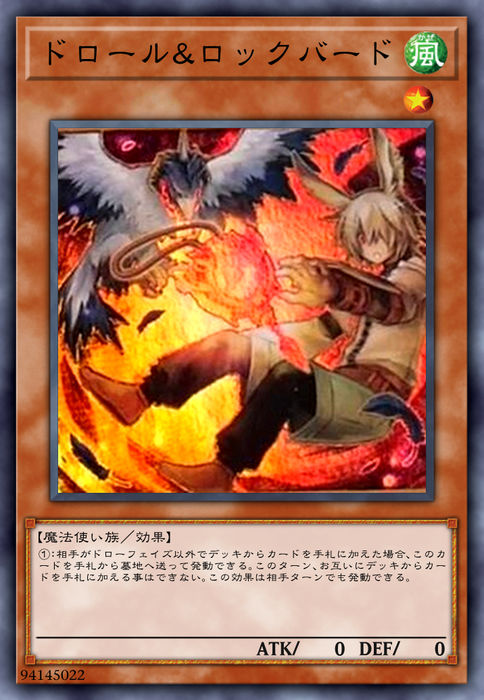 ドロール&ロックバード
かぜ
風
【魔法使い族／効果】
①：相手がドローフェイズ以外でデッキからカードを手札に加えた場合、このカ
ードを手札から墓地へ送って発動できる。このターン、お互いにデッキからカー
ドを手札に加える事はできない。この効果は相手ターンでも発動できる。
ATK/ 0 DEF/ 0
94145022